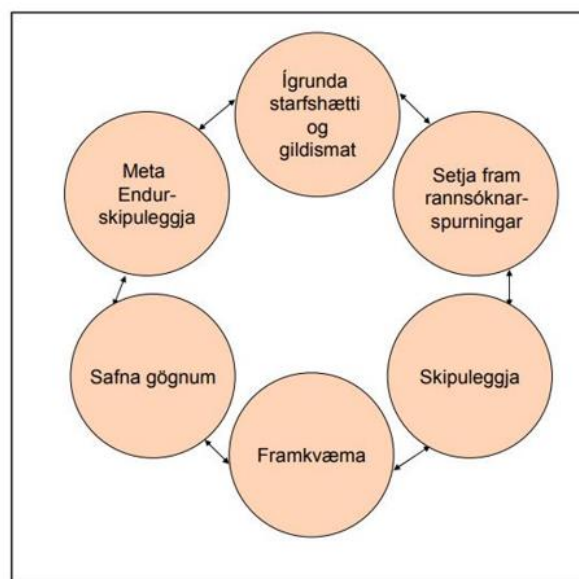 Ígrunda
starfshætti
og
gildismat
Setja fram
rannsóknar-
spurningar
Skipuleggja
Framkvæma
Safna gögnum
Meta
Endur-
skipuleggja